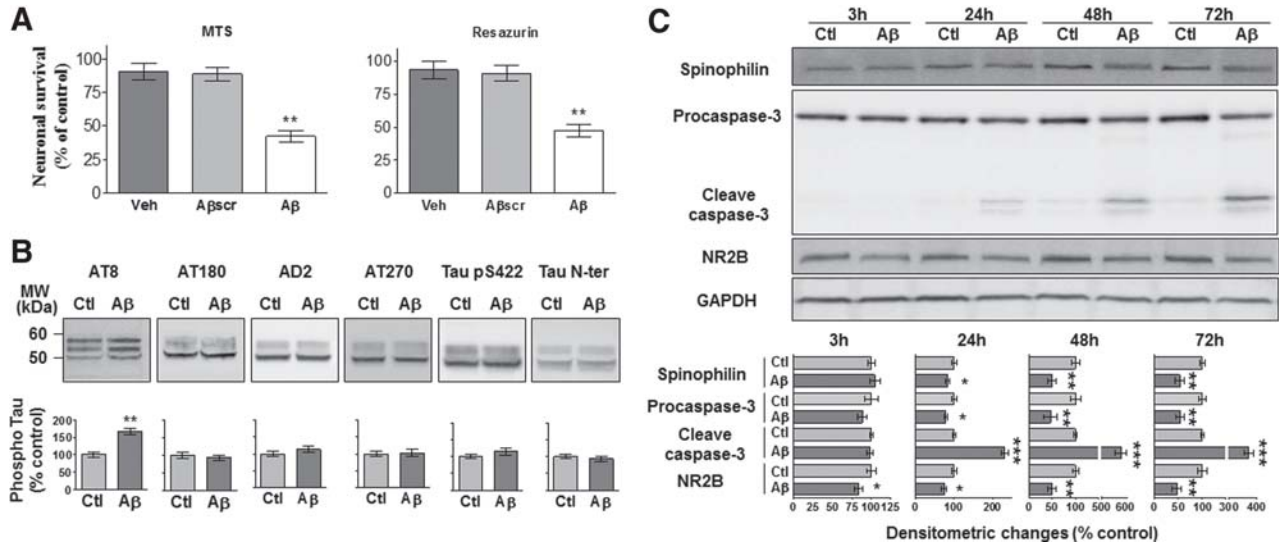 A
MTS
Resazurin
Neuronal survival
(% of control)
100
75
50
25
0
**
Veh
Aβscr
Aβ
100
75
50
25
0
**
Veh
Aβscr
Aβ
B
AT8
AT180
AD2
AT270
Tau pS422
Tau N-ter
MW
(kDa)
Ctl Aβ
Ctl Aβ
Ctl Aβ
Ctl Aβ
Ctl Aβ
Ctl Aβ
60
50
Phospho Tau
(% control)
200
150
100
50
0
**
Ctl Aβ
Ctl Aβ
Ctl Aβ
Ctl Aβ
Ctl Aβ
Ctl Aβ
C
3h 24h 48h 72h
Ctl Aβ Ctl Aβ Ctl Aβ Ctl Aβ
Spinophilin
Procaspase-3
Cleave
caspase-3
NR2B
GAPDH
3h 24h 48h 72h
Spinophilin
Ctl
Aβ * ** **
Procaspase-3
Ctl
Aβ * ** **
Cleave
caspase-3
Ctl
Aβ *** *** ***
NR2B
Ctl
Aβ * * ** **
0 25 50 75 100 125
0 100 200
0 50 100 500 600
0 50 100 300 400
Densitometric changes (% control)